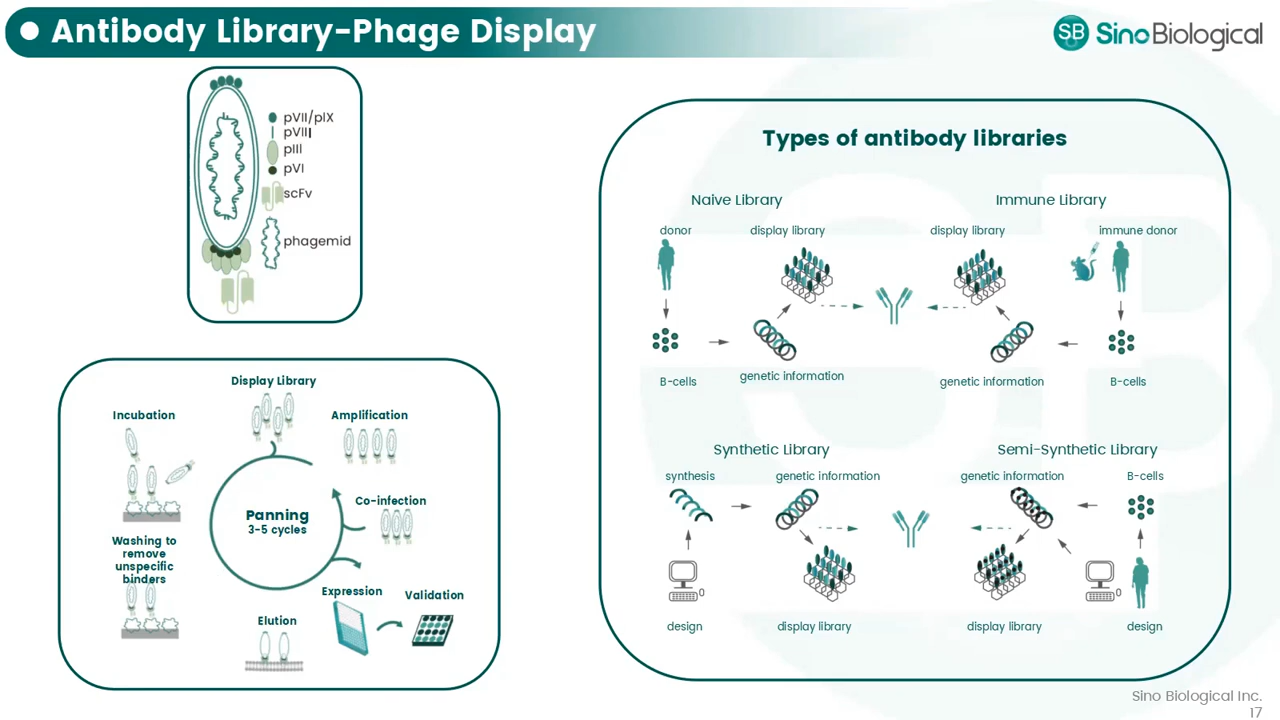 Antibody Library-Phage Display
SB SinoBiological
pVII/pIX
pVIII
pIII
pVI
scFv
phagemid
Display Library
Incubation
Amplification
Co-infection
Panning
3-5 cycles
Washing to
remove
unspecific
binders
Expression
Validation
Elution
Types of antibody libraries
Naive Library
Immune Library
donor
display library
display library
immune donor
B-cells
genetic information
genetic information
B-cells
Synthetic Library
Semi-Synthetic Library
synthesis
genetic information
genetic information
B-cells
design
display library
display library
design
Sino Biological Inc.
17